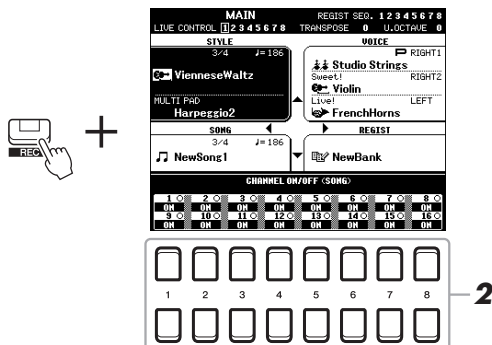 MAIN
REGIST SEQ. 1 2 3 4 5 6 7 8
LIVE CONTROL 1 2 3 4 5 6 7 8 TRANSPOSE 0 U.OCTAVE 0
STYLE
3/4 ♩=186
VienneseWaltz
MULTI PAD
Harpeggio2
VOICE
RIGHT1
Studio Strings
Sweet! RIGHT2
Violin
Live! LEFT
FrenchHorns
SONG
3/4 ♩=186
NewSong1
REGIST
NewBank
CHANNEL ON/OFF (SONG)
1 2 3 4 5 6 7 8
ON ON ON ON ON ON ON ON
9 10 11 12 13 14 15 16
ON ON ON ON ON ON ON ON
REC
+
1 2 3 4 5 6 7 8
2